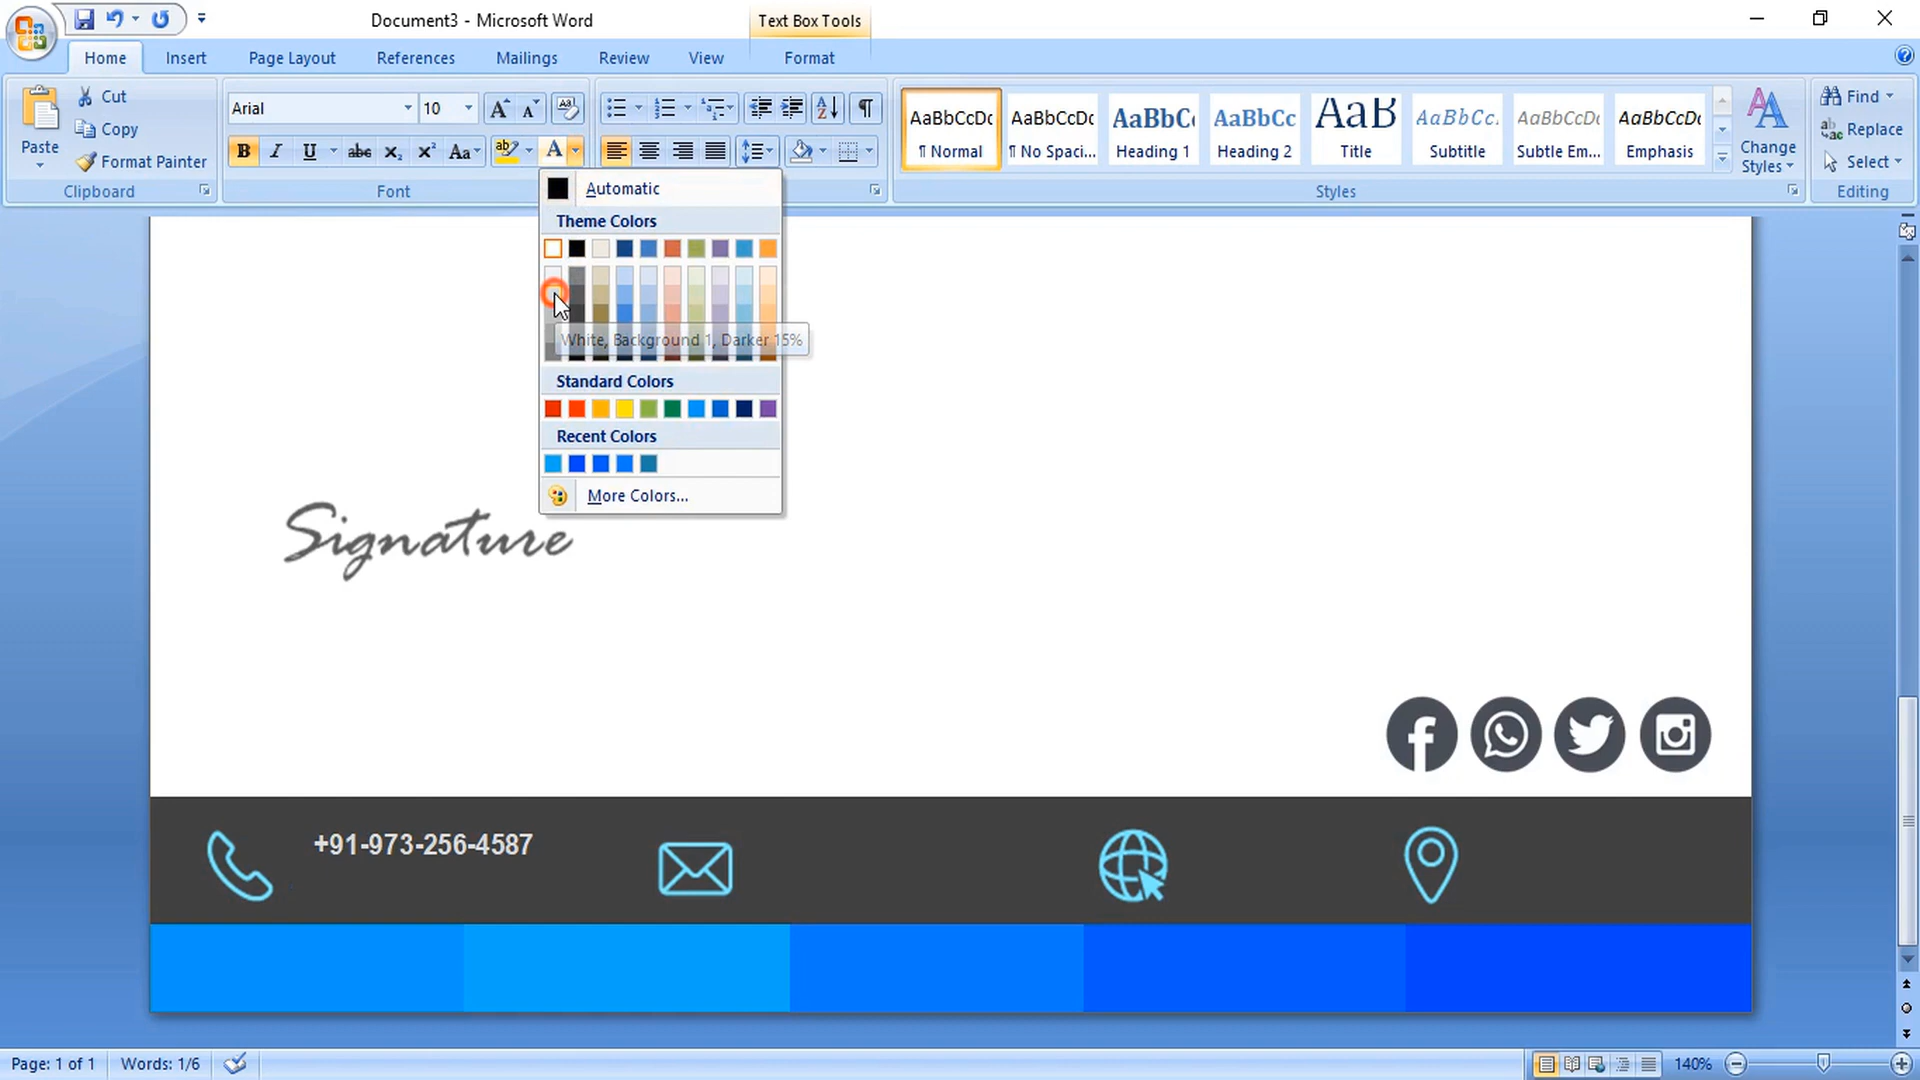 Document3 - Microsoft Word
Text Box Tools
Home
Insert
Page Layout
References
Mailings
Review
View
Format
Paste
Cut
Copy
Format Painter
Clipboard
Arial
10
Font
AaBbCcDc
¶ Normal
AaBbCcDc
¶ No Spaci...
AaBbC
Heading 1
AaBbCc
Heading 2
AaB
Title
AaBbCc.
Subtitle
AaBbCcDc
Subtle Em...
AaBbCcDc
Emphasis
Change
Styles
Styles
Find
Replace
Select
Editing
Automatic
Theme Colors
White, Background 1, Darker 15%
Standard Colors
Recent Colors
More Colors...
Signature
+91-973-256-4587
Page: 1 of 1
Words: 1/6
140%